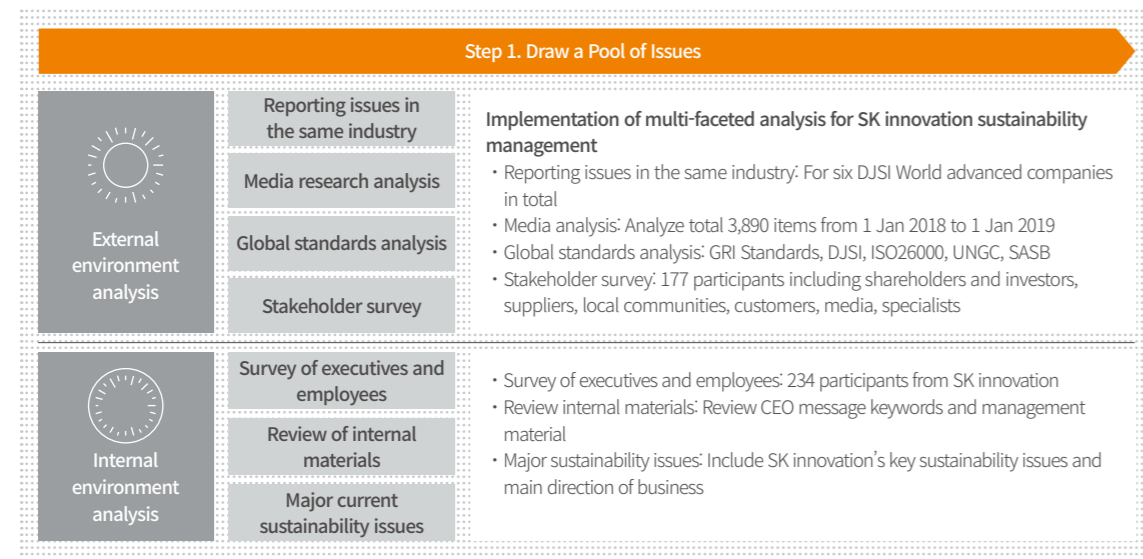 Step 1. Draw a Pool of Issues
External
environment
analysis
Reporting issues in
the same industry
Media research analysis
Global standards analysis
Stakeholder survey
Implementation of multi-faceted analysis for SK innovation sustainability
management
・Reporting issues in the same industry: For six DJSI World advanced companies
in total
・Media analysis: Analyze total 3,890 items from 1 Jan 2018 to 1 Jan 2019
・Global standards analysis: GRI Standards, DJSI, ISO26000, UNGC, SASB
・Stakeholder survey: 177 participants including shareholders and investors,
suppliers, local communities, customers, media, specialists
Internal
environment
analysis
Survey of executives and
employees
Review of internal
materials
Major current
sustainability issues
・Survey of executives and employees: 234 participants from SK innovation
・Review internal materials: Review CEO message keywords and management
material
・Major sustainability issues: Include SK innovation's key sustainability issues and
main direction of business